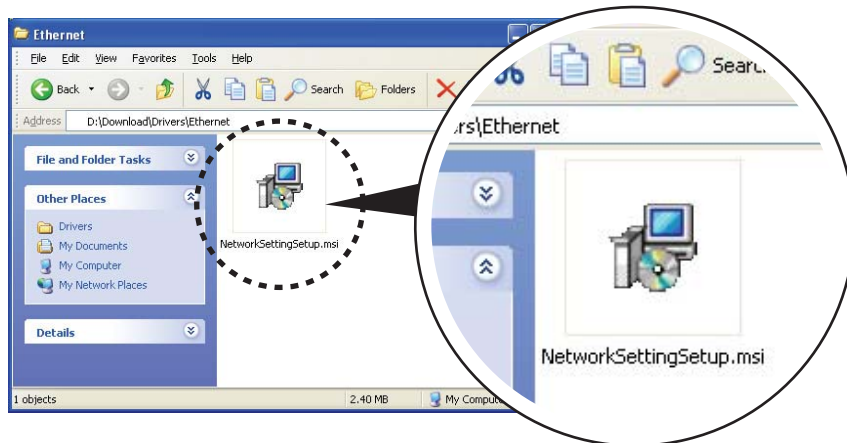 Ethernet
File Edit View Favorites Tools Help
Back Search Folders
Address D:\Download\Drivers\Ethernet
File and Folder Tasks
Other Places
Drivers
My Documents
My Computer
My Network Places
Details
NetworkSettingSetup.msi
1 objects 2.40 MB My Compute
Searc
rs\Ethernet
NetworkSettingSetup.msi